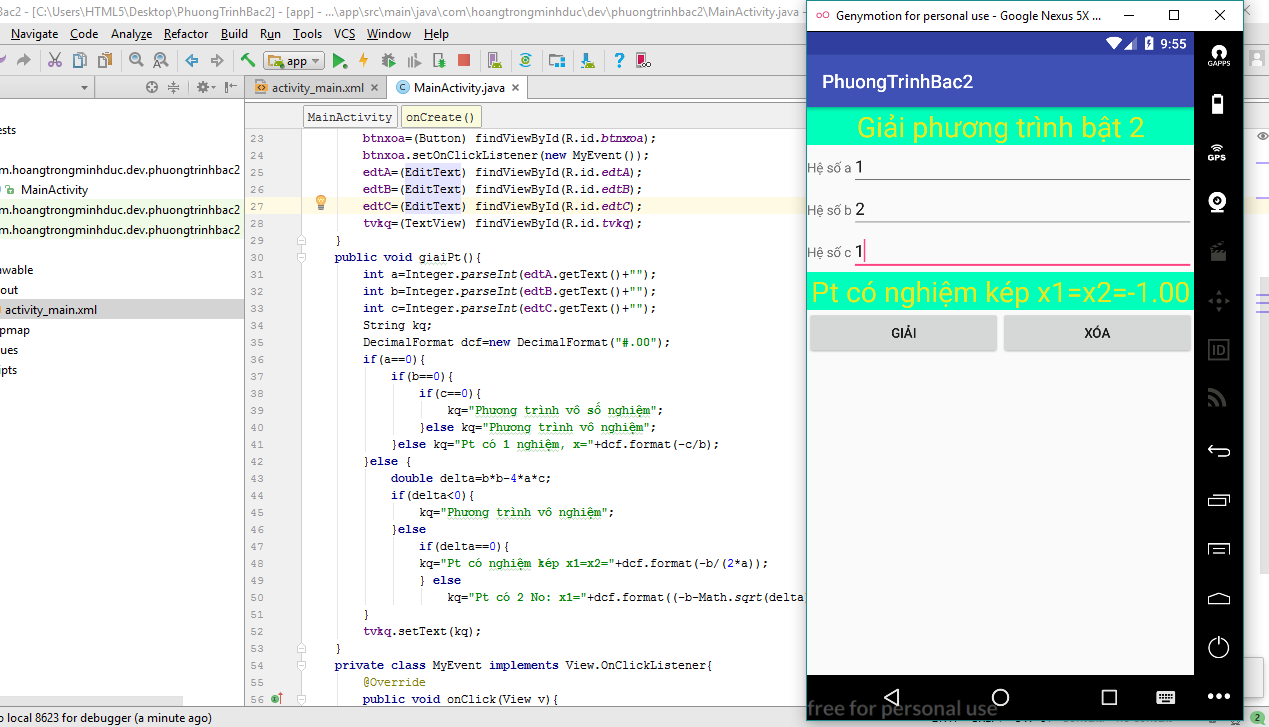 Bac2 - [C:\Users\HTML5\Desktop\PhuongTrinhBac2] - [app] - ...\app\src\main\java\com\hoangtrongminhduc\dev\phuongtrinhbac2\MainActivity.java -
Navigate Code Analyze Refactor Build Run Tools VCS Window Help
app
activity_main.xml MainActivity.java
MainActivity onCreate()
ests
m.hoangtrongminhduc.dev.phuongtrinhbac2
MainActivity
m.hoangtrongminhduc.dev.phuongtrinhbac2
m.hoangtrongminhduc.dev.phuongtrinhbac2
wable
out
activity_main.xml
pmap
ues
ipts
23 btnxoa=(Button) findViewById(R.id.btnxoa);
24 btnxoa.setOnClickListener(new MyEvent());
25 edtA=(EditText) findViewById(R.id.edtA);
26 edtB=(EditText) findViewById(R.id.edtB);
27 edtC=(EditText) findViewById(R.id.edtC);
28 tvkq=(TextView) findViewById(R.id.tvkq);
29 }
30 public void giaiPt(){
31 int a=Integer.parseInt(edtA.getText()+"");
32 int b=Integer.parseInt(edtB.getText()+"");
33 int c=Integer.parseInt(edtC.getText()+"");
34 String kq;
35 DecimalFormat dcf=new DecimalFormat("#.00");
36 if(a==0){
37 if(b==0){
38 if(c==0){
39 kq="Phương trình vô số nghiệm";
40 }else kq="Phương trình vô nghiệm";
41 }else kq="Pt có 1 nghiệm, x="+dcf.format(-c/b);
42 }else {
43 double delta=b*b-4*a*c;
44 if(delta<0){
45 kq="Phương trình vô nghiệm";
46 }else
47 if(delta==0){
48 kq="Pt có nghiệm kép x1=x2="+dcf.format(-b/(2*a));
49 } else
50 kq="Pt có 2 No: x1="+dcf.format((-b-Math.sqrt(delta
51 }
52 tvkq.setText(kq);
53 }
54 private class MyEvent implements View.OnClickListener{
55 @Override
56 public void onClick(View v){
o local 8623 for debugger (a minute ago)
2
Genymotion for personal use - Google Nexus 5X ...
9:55
PhuongTrinhBac2
Giải phương trình bật 2
Hệ số a 1
Hệ số b 2
Hệ số c 1
Pt có nghiệm kép x1=x2=-1.00
GIẢI XÓA
free for personal use
GAPPS
GPS
ID